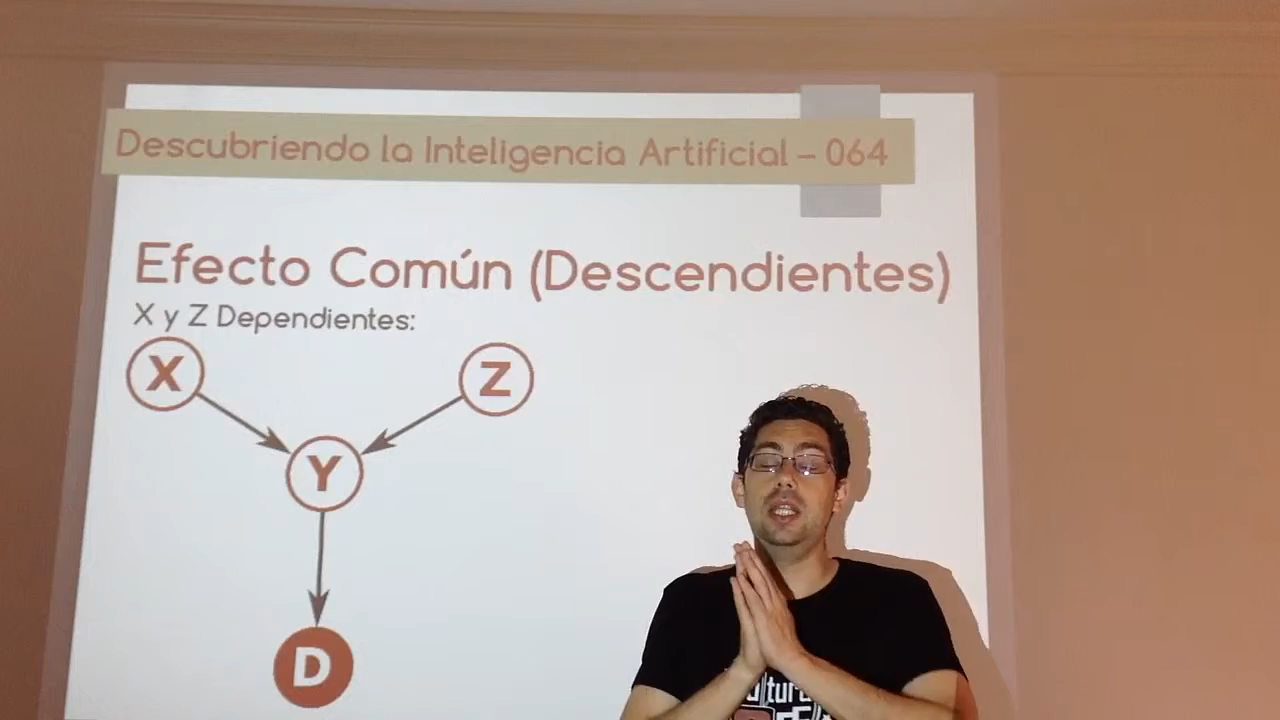 Descubriendo la Inteligencia Artificial – 064
Efecto Común (Descendientes)
X y Z Dependientes:
X
Z
Y
D